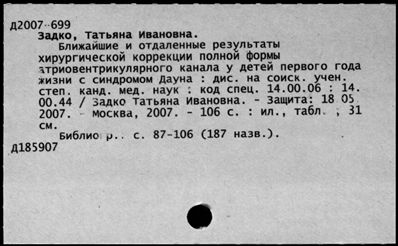 Д2007-699
Задко, Татьяна Ивановна.
Ближайшие и отдаленные результаты
хирургической коррекции полной формы
атриовентрикулярного канала у детей первого года
жизни с синдромом Дауна : дис. на соиск. учен.
степ. канд. мед. наук : код спец. 14.00.06 : 14.
00.44 / Задко Татьяна Ивановна. - Защита: 18 05
2007. - Москва, 2007. - 106 с. : ил., табл. ; 31
см.
Библиогр.. с. 87-106 (187 назв.).
Д185907